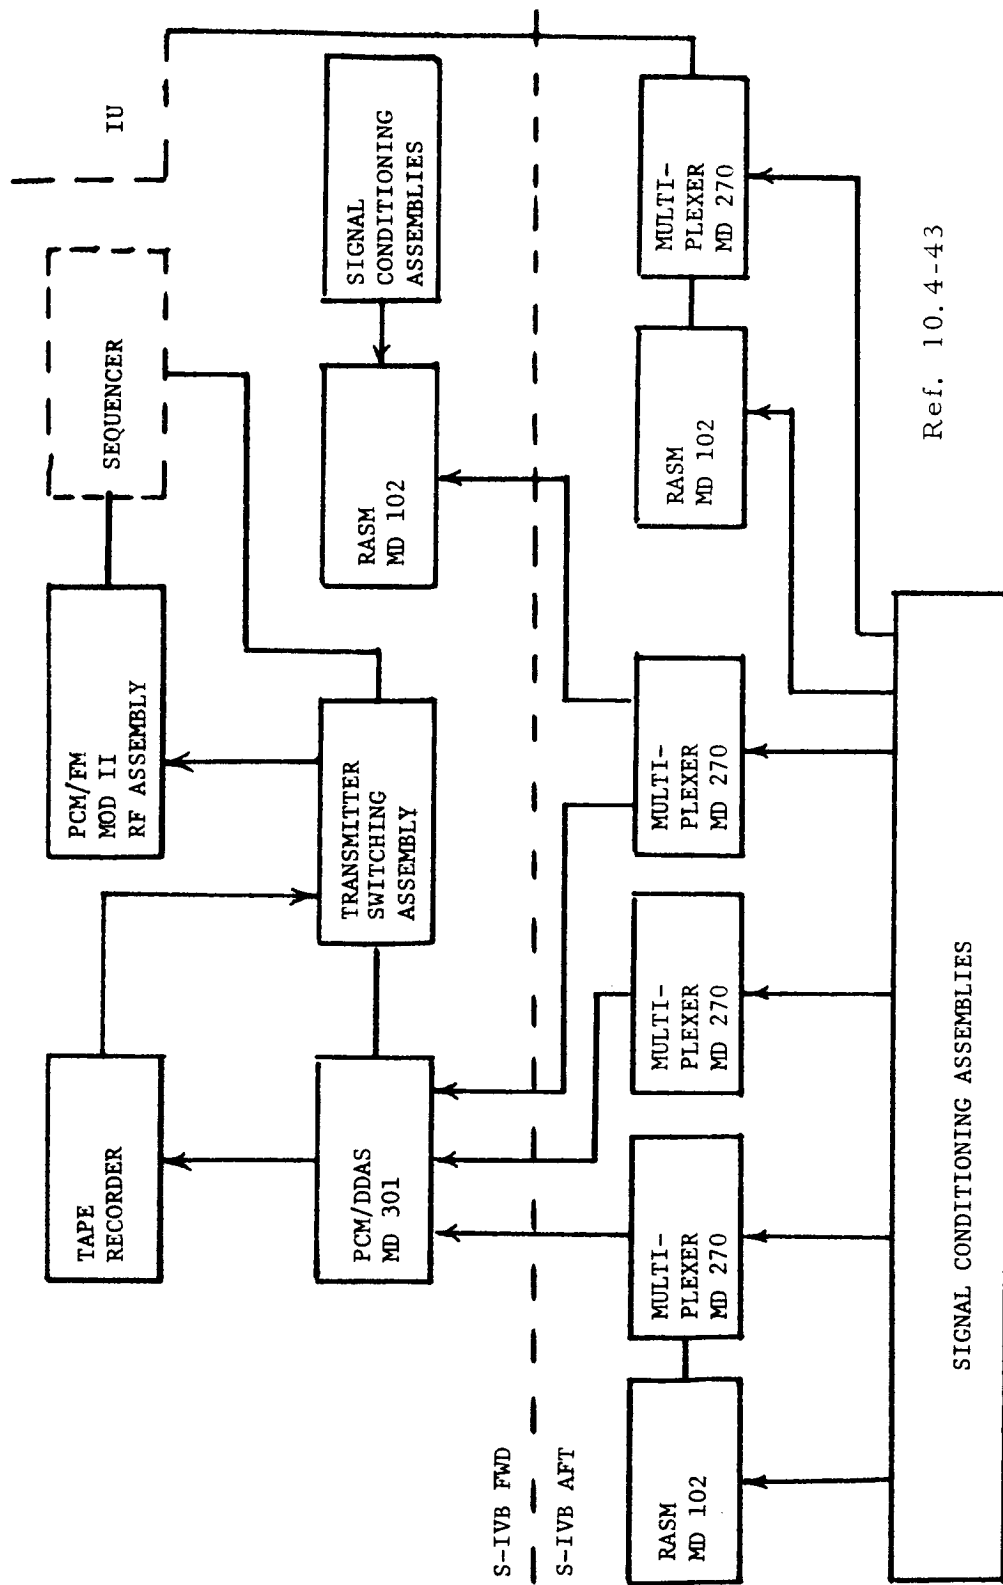 TAPE
RECORDER
PCM/FM
MOD II
RF ASSEMBLY
SEQUENCER
IU
PCM/DDAS
MD 301
TRANSMITTER
SWITCHING
ASSEMBLY
RASM
MD 102
SIGNAL
CONDITIONING
ASSEMBLIES
S-IVB FWD
S-IVB AFT
RASM
MD 102
MULTI-
PLEXER
MD 270
MULTI-
PLEXER
MD 270
MULTI-
PLEXER
MD 270
RASM
MD 102
MULTI-
PLEXER
MD 270
SIGNAL CONDITIONING ASSEMBLIES
Ref. 10.4-43